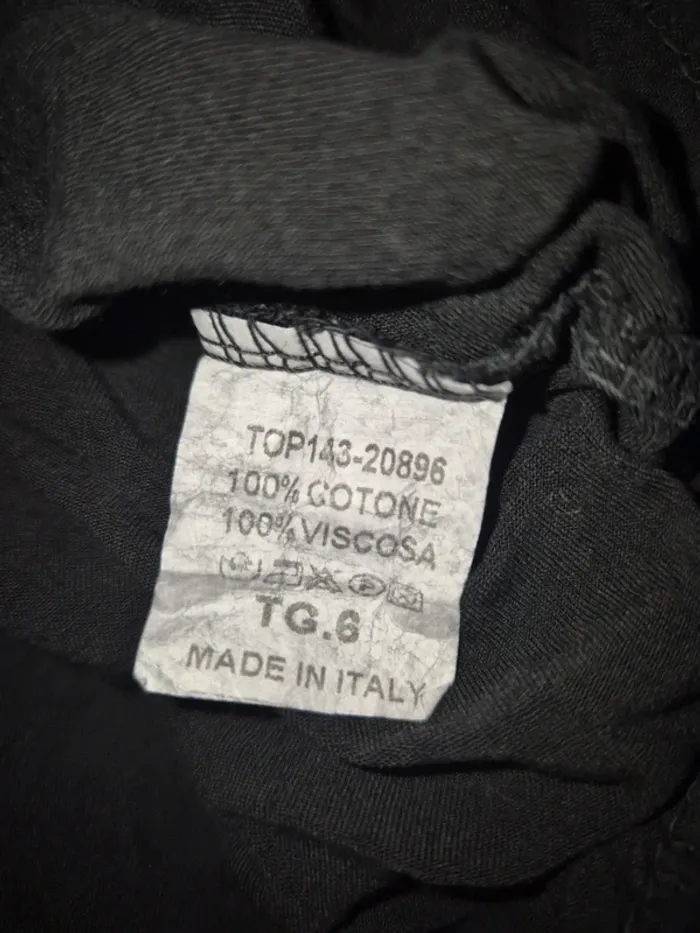 TOP143-20896
100% COTONE
100% VISCOSA
TG.6
MADE IN ITALY